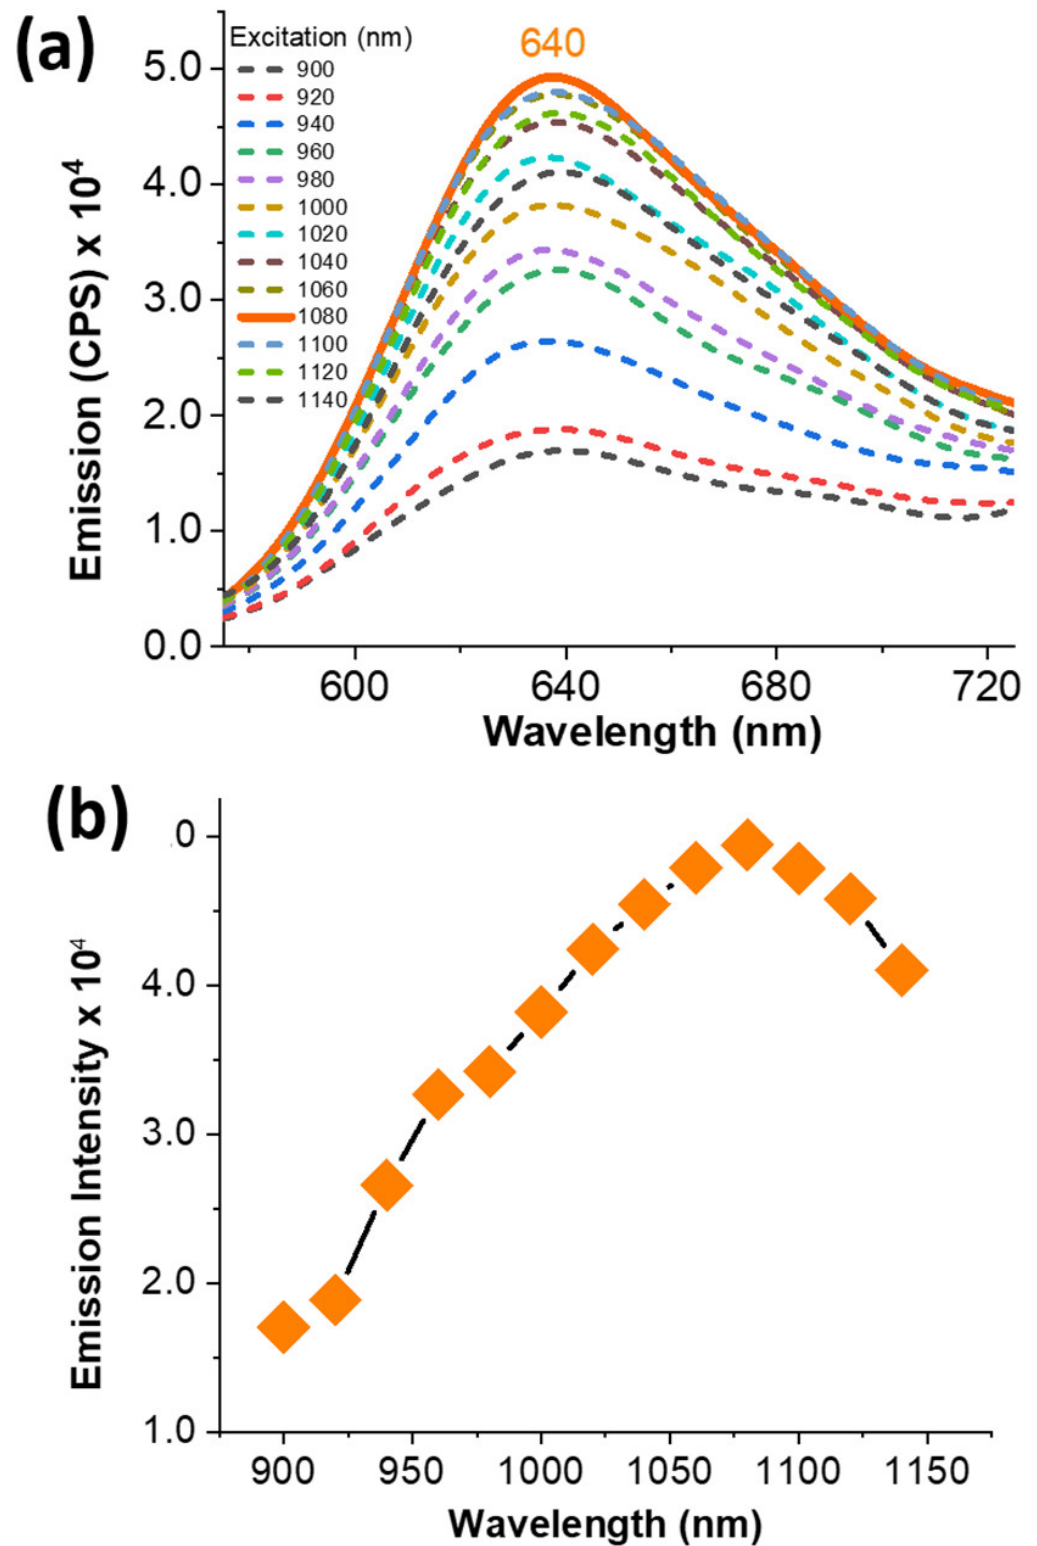 (a)
640
Excitation (nm)
900
920
940
960
980
1000
1020
1040
1060
1080
1100
1120
1140
5.0
4.0
3.0
2.0
1.0
0.0
Emission (CPS) x 10⁴
600 640 680 720
Wavelength (nm)
(b)
.0
4.0
3.0
2.0
1.0
Emission Intensity x 10⁴
900 950 1000 1050 1100 1150
Wavelength (nm)